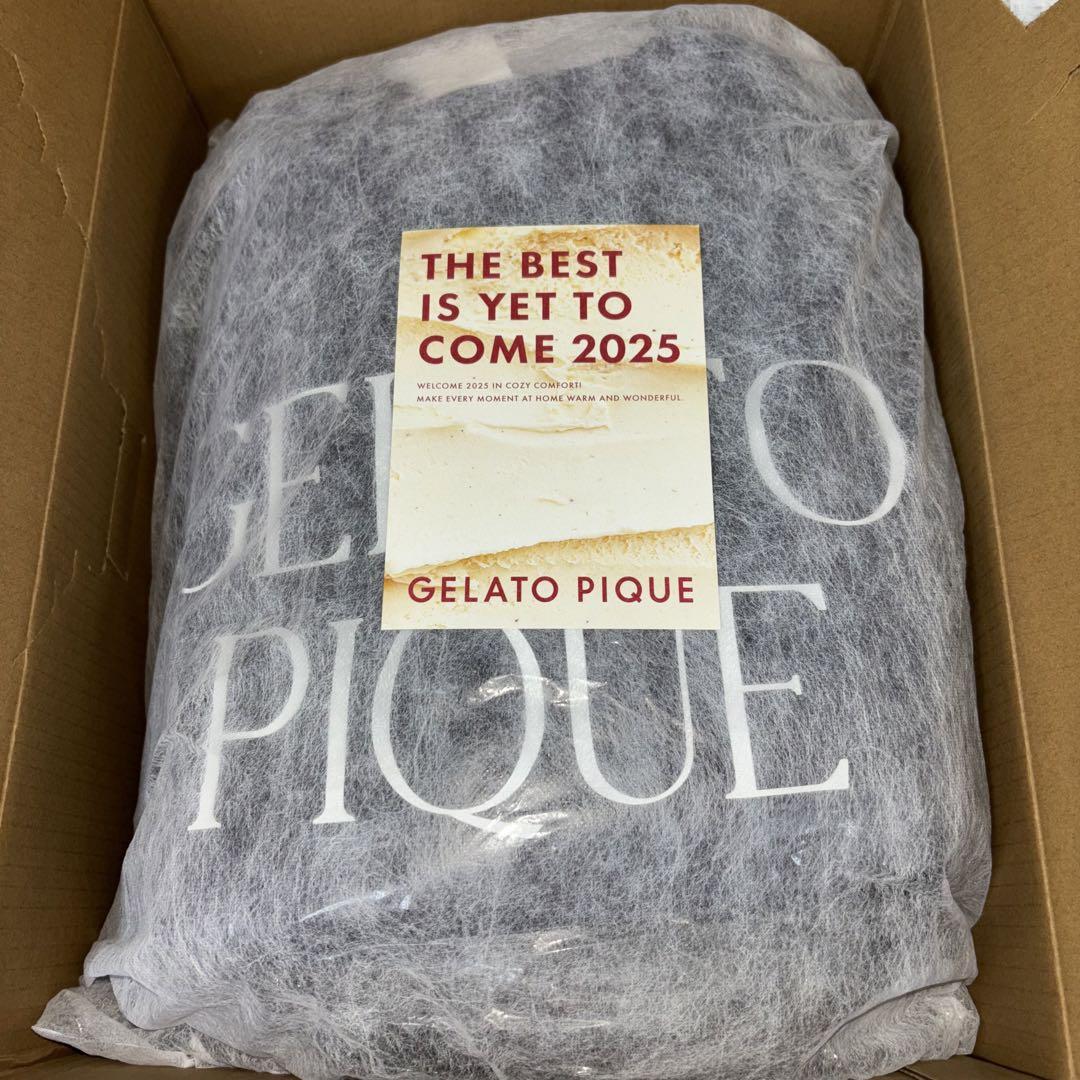 THE BEST
IS YET TO
COME 2025
WELCOME 2025 IN COZY COMFORT!
MAKE EVERY MOMENT AT HOME WARM AND WONDERFUL.
GELATO PIQUE
GELATO
PIQUE